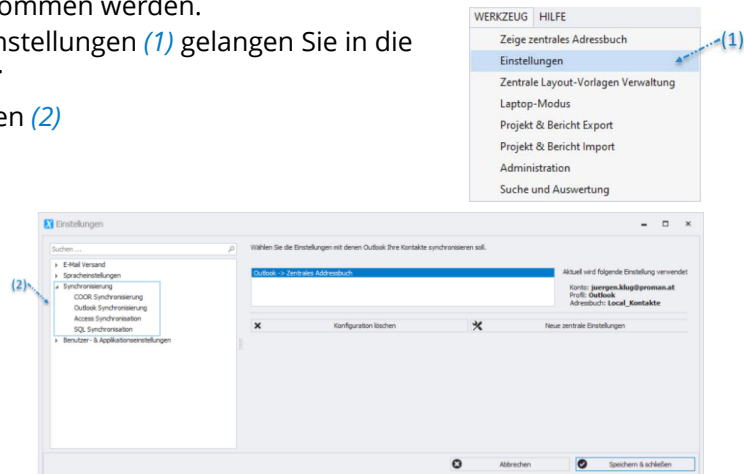 ommen werden.
nstellungen (1) gelangen Sie in die
en (2)
WERKZEUG HILFE
Zeige zentrales Adressbuch
Einstellungen
Zentrale Layout-Vorlagen Verwaltung
Laptop-Modus
Projekt & Bericht Export
Projekt & Bericht Import
Administration
Suche und Auswertung
(1)
Einstellungen
Suchen ...
E-Mail Versand
Spracheinstellungen
Synchronisierung
COOR Synchronisierung
Outlook Synchronisierung
Access Synchronisation
SQL Synchronisation
Benutzer- & Applikationseinstellungen
(2)
Wählen Sie die Einstellungen mit denen Outlook Ihre Kontakte synchronisieren soll.
Outlook -> Zentrales Addressbuch
Aktuell wird folgende Einstellung verwendet
Konto: juergen.klug@proman.at
Profil: Outlook
Adressbuch: Local_Kontakte
Konfiguration löschen
Neue zentrale Einstellungen
Abbrechen
Speichern & schließen